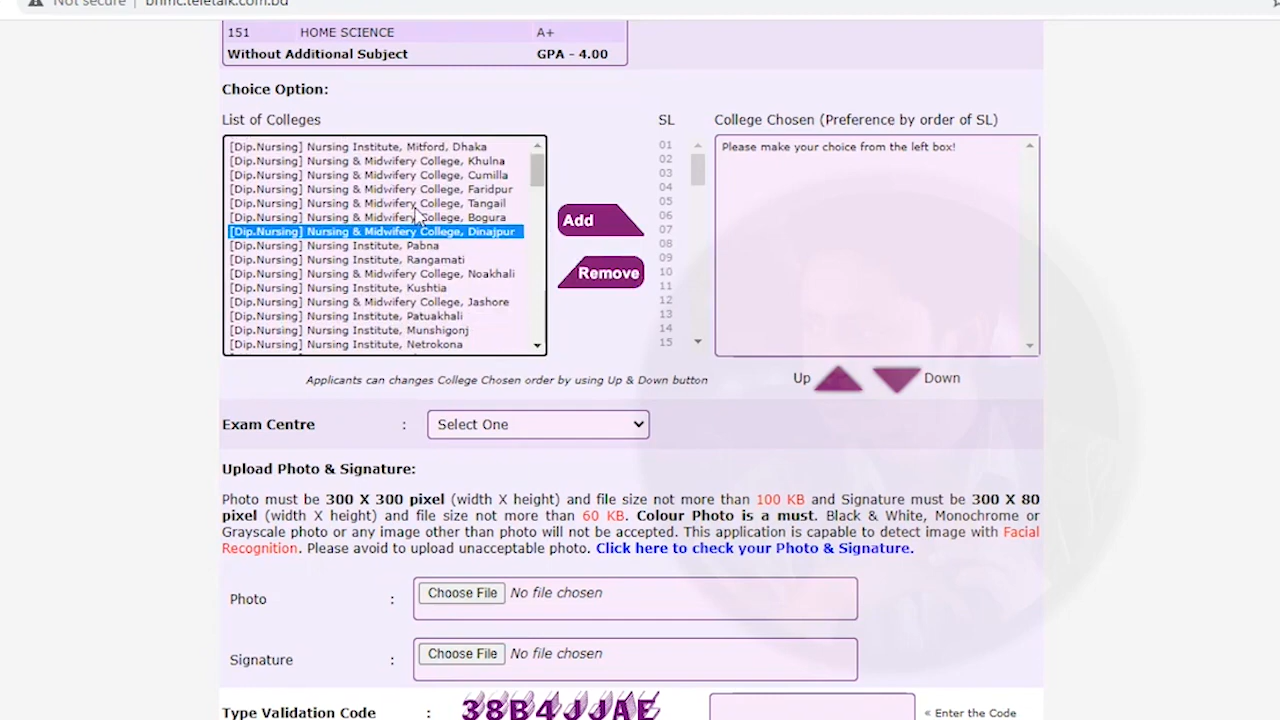 Not secure
bnmc.teletalk.com.bd
151 HOME SCIENCE A+
Without Additional Subject GPA - 4.00
Choice Option:
List of Colleges SL College Chosen (Preference by order of SL)
[Dip.Nursing] Nursing Institute, Mitford, Dhaka
[Dip.Nursing] Nursing & Midwifery College, Khulna
[Dip.Nursing] Nursing & Midwifery College, Cumilla
[Dip.Nursing] Nursing & Midwifery College, Faridpur
[Dip.Nursing] Nursing & Midwifery College, Tangail
[Dip.Nursing] Nursing & Midwifery College, Bogura
[Dip.Nursing] Nursing & Midwifery College, Dinajpur
[Dip.Nursing] Nursing Institute, Pabna
[Dip.Nursing] Nursing Institute, Rangamati
[Dip.Nursing] Nursing & Midwifery College, Noakhali
[Dip.Nursing] Nursing Institute, Kushtia
[Dip.Nursing] Nursing & Midwifery College, Jashore
[Dip.Nursing] Nursing Institute, Patuakhali
[Dip.Nursing] Nursing Institute, Munshigonj
[Dip.Nursing] Nursing Institute, Netrokona
Add
Remove
01
02
03
04
05
06
07
08
09
10
11
12
13
14
15
Please make your choice from the left box!
Applicants can changes College Chosen order by using Up & Down button
Up Down
Exam Centre : Select One
Upload Photo & Signature:
Photo must be 300 X 300 pixel (width X height) and file size not more than 100 KB and Signature must be 300 X 80
pixel (width X height) and file size not more than 60 KB. Colour Photo is a must. Black & White, Monochrome or
Grayscale photo or any image other than photo will not be accepted. This application is capable to detect image with Facial
Recognition. Please avoid to upload unacceptable photo. Click here to check your Photo & Signature.
Photo : Choose File No file chosen
Signature : Choose File No file chosen
Type Validation Code : 38B4JJAE « Enter the Code